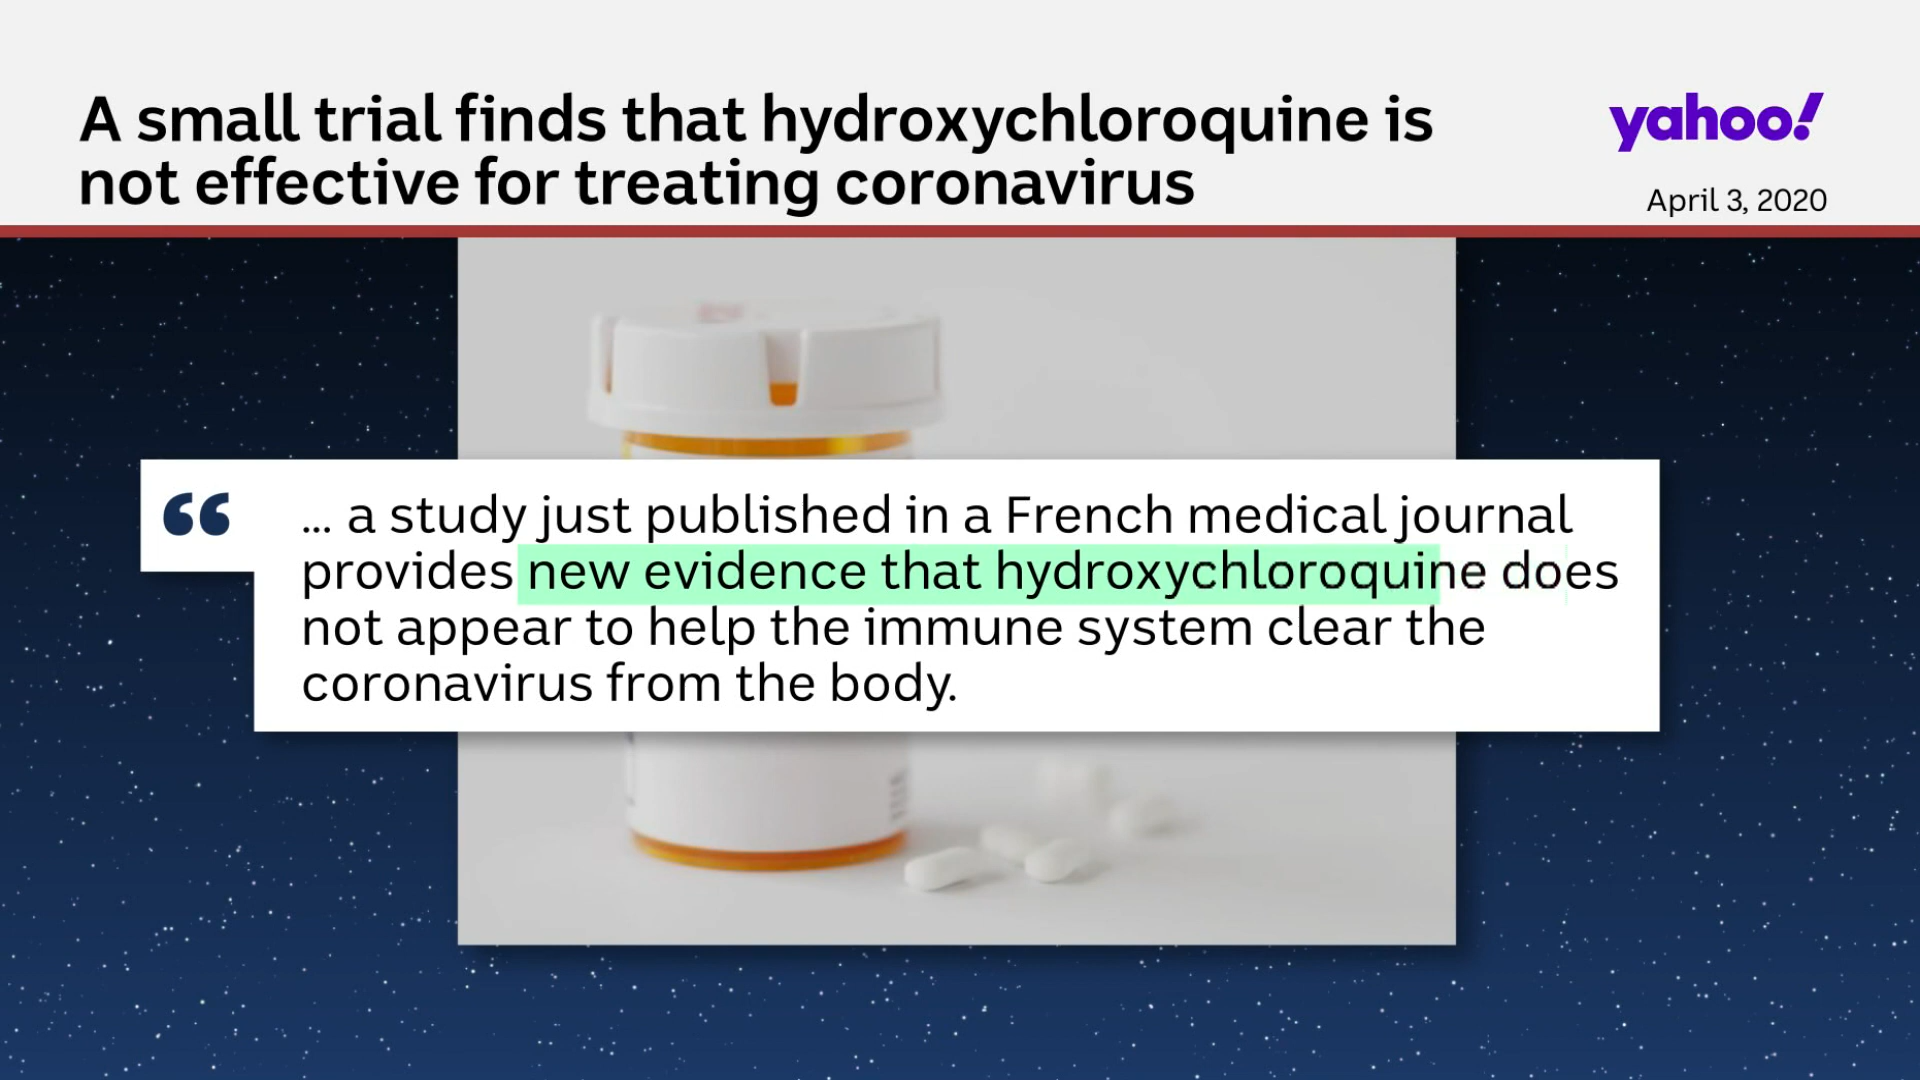 A small trial finds that hydroxychloroquine is
not effective for treating coronavirus
yahoo!
April 3, 2020
“
... a study just published in a French medical journal
provides new evidence that hydroxychloroquine does
not appear to help the immune system clear the
coronavirus from the body.